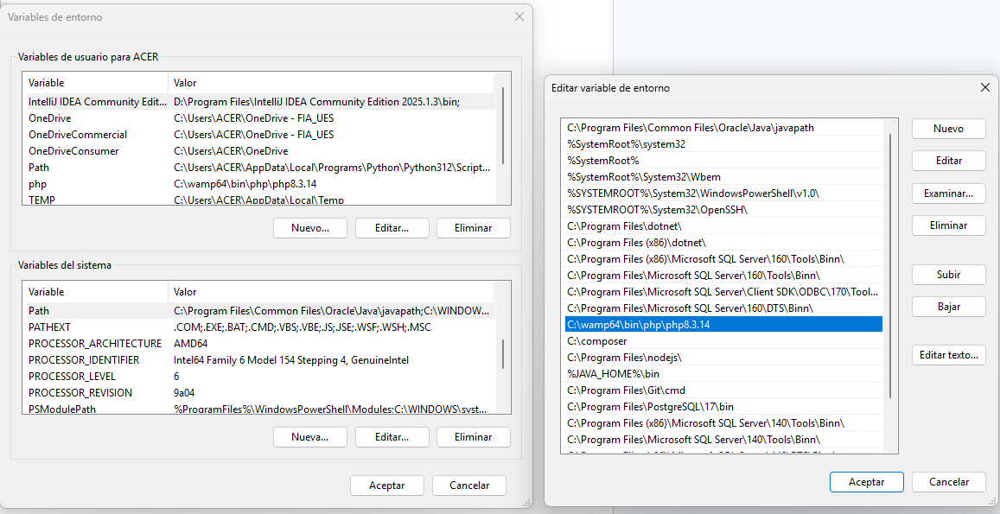 Variables de entorno
Variables de usuario para ACER
Variable Valor
IntelliJ IDEA Community Edit... D:\Program Files\IntelliJ IDEA Community Edition 2025.1.3\bin;
OneDrive C:\Users\ACER\OneDrive - FIA_UES
OneDriveCommercial C:\Users\ACER\OneDrive - FIA_UES
OneDriveConsumer C:\Users\ACER\OneDrive
Path C:\Users\ACER\AppData\Local\Programs\Python\Python312\Script...
php C:\wamp64\bin\php\php8.3.14
TEMP C:\Users\ACER\AppData\Local\Temp
Nuevo... Editar... Eliminar
Variables del sistema
Variable Valor
Path C:\Program Files\Common Files\Oracle\Java\javapath;C:\WINDOW...
PATHEXT .COM;.EXE;.BAT;.CMD;.VBS;.VBE;.JS;.JSE;.WSF;.WSH;.MSC
PROCESSOR_ARCHITECTURE AMD64
PROCESSOR_IDENTIFIER Intel64 Family 6 Model 154 Stepping 4, GenuineIntel
PROCESSOR_LEVEL 6
PROCESSOR_REVISION 9a04
PSModulePath %ProgramFiles%\WindowsPowerShell\Modules;C:\WINDOWS\syst...
Nueva... Editar... Eliminar
Aceptar Cancelar
Editar variable de entorno
C:\Program Files\Common Files\Oracle\Java\javapath
%SystemRoot%\system32
%SystemRoot%
%SystemRoot%\System32\Wbem
%SYSTEMROOT%\System32\WindowsPowerShell\v1.0\
%SYSTEMROOT%\System32\OpenSSH\
C:\Program Files\dotnet\
C:\Program Files (x86)\dotnet\
C:\Program Files (x86)\Microsoft SQL Server\160\Tools\Binn\
C:\Program Files\Microsoft SQL Server\160\Tools\Binn\
C:\Program Files\Microsoft SQL Server\Client SDK\ODBC\170\Tool...
C:\Program Files\Microsoft SQL Server\160\DTS\Binn\
C:\wamp64\bin\php\php8.3.14
C:\composer
C:\Program Files\nodejs\
%JAVA_HOME%\bin
C:\Program Files\Git\cmd
C:\Program Files\PostgreSQL\17\bin
C:\Program Files (x86)\Microsoft SQL Server\140\Tools\Binn\
C:\Program Files\Microsoft SQL Server\140\Tools\Binn\
Nuevo
Editar
Examinar...
Eliminar
Subir
Bajar
Editar texto...
Aceptar Cancelar